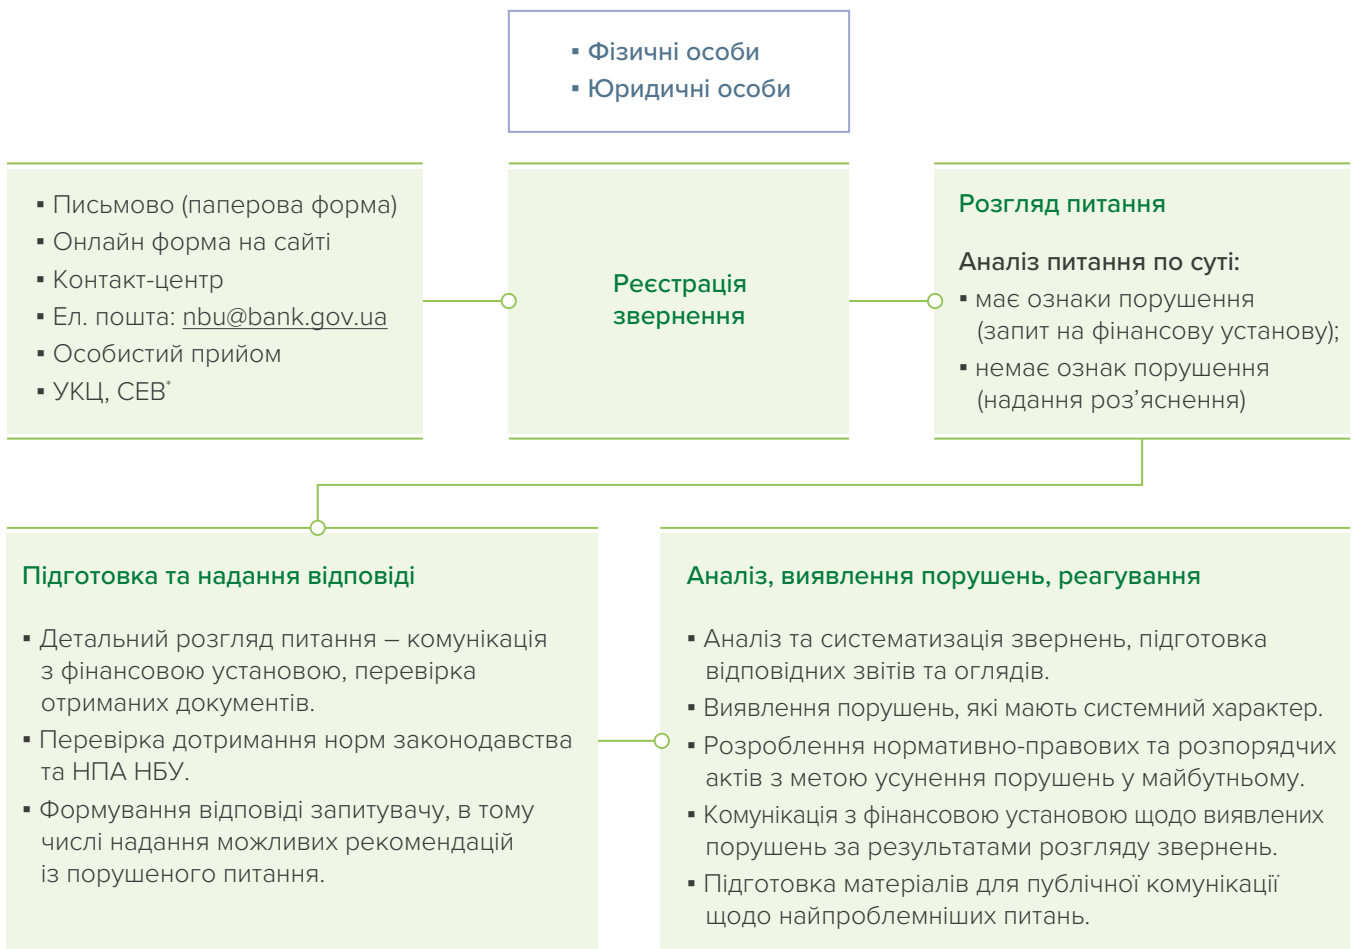 ▪ Фізичні особи
▪ Юридичні особи
▪ Письмово (паперова форма)
▪ Онлайн форма на сайті
▪ Контакт-центр
▪ Ел. пошта: nbu@bank.gov.ua
▪ Особистий прийом
▪ УКЦ, СЕВ*
Реєстрація
звернення
Розгляд питання
Аналіз питання по суті:
▪ має ознаки порушення
(запит на фінансову установу);
▪ немає ознак порушення
(надання роз’яснення)
Підготовка та надання відповіді
▪ Детальний розгляд питання – комунікація
з фінансовою установою, перевірка
отриманих документів.
▪ Перевірка дотримання норм законодавства
та НПА НБУ.
▪ Формування відповіді запитувачу, в тому
числі надання можливих рекомендацій
із порушеного питання.
Аналіз, виявлення порушень, реагування
▪ Аналіз та систематизація звернень, підготовка
відповідних звітів та оглядів.
▪ Виявлення порушень, які мають системний характер.
▪ Розроблення нормативно-правових та розпорядчих
актів з метою усунення порушень у майбутньому.
▪ Комунікація з фінансовою установою щодо виявлених
порушень за результатами розгляду звернень.
▪ Підготовка матеріалів для публічної комунікації
щодо найпроблемніших питань.